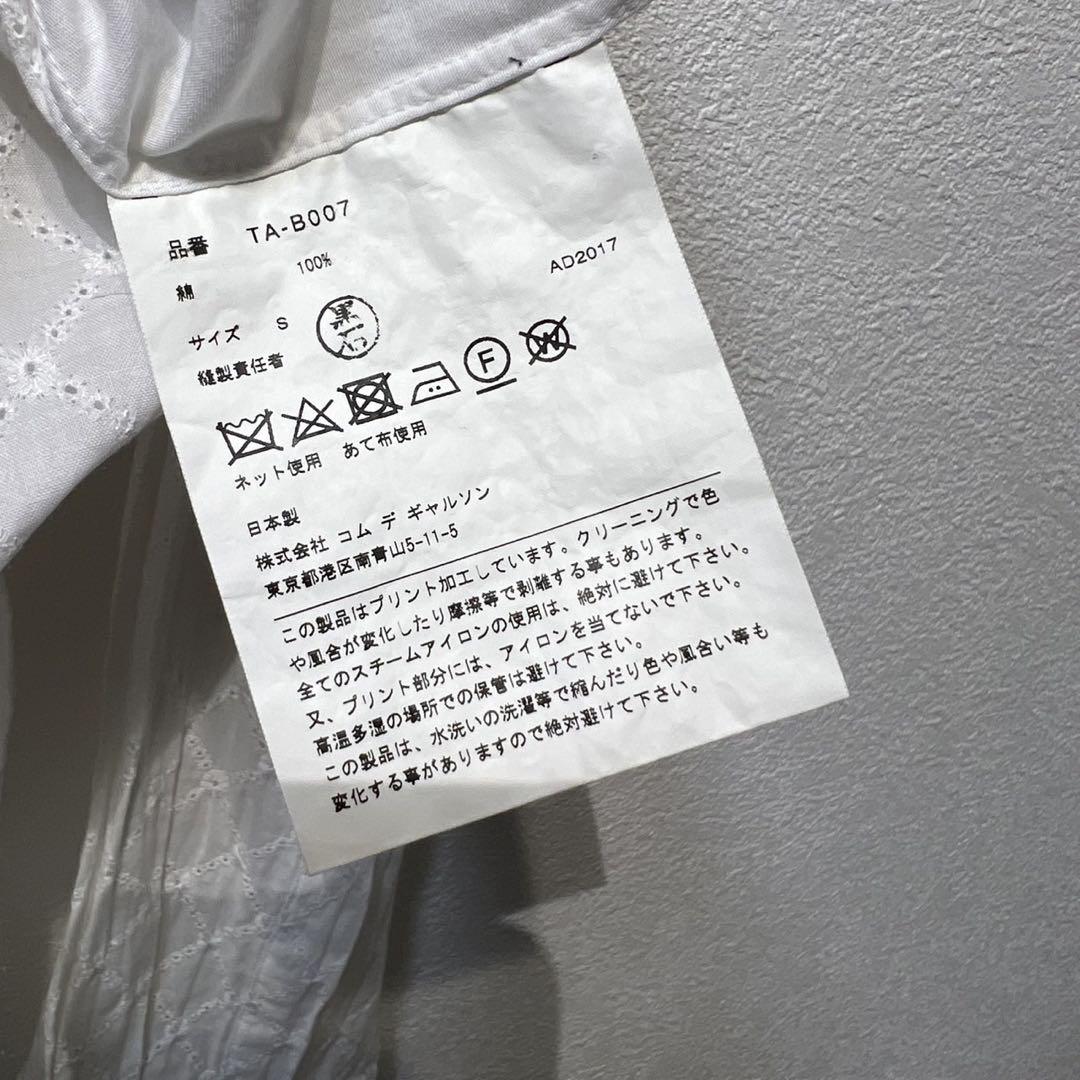 品番 TA-B007
綿 100% AD2017
サイズ S
縫製責任者 黒石
F W
ネット使用 あて布使用
日本製
株式会社 コム デ ギャルソン
東京都港区南青山5-11-5
この製品はプリント加工しています。クリーニングで色
や風合が変化したり摩擦等で剥離する事もあります。
全てのスチームアイロンの使用は、絶対に避けて下さい。
又、プリント部分には、アイロンを当てないで下さい。
高温多湿の場所での保管は避けて下さい。
この製品は、水洗いの洗濯等で縮んだり色や風合い等も
変化する事がありますので絶対避けて下さい。